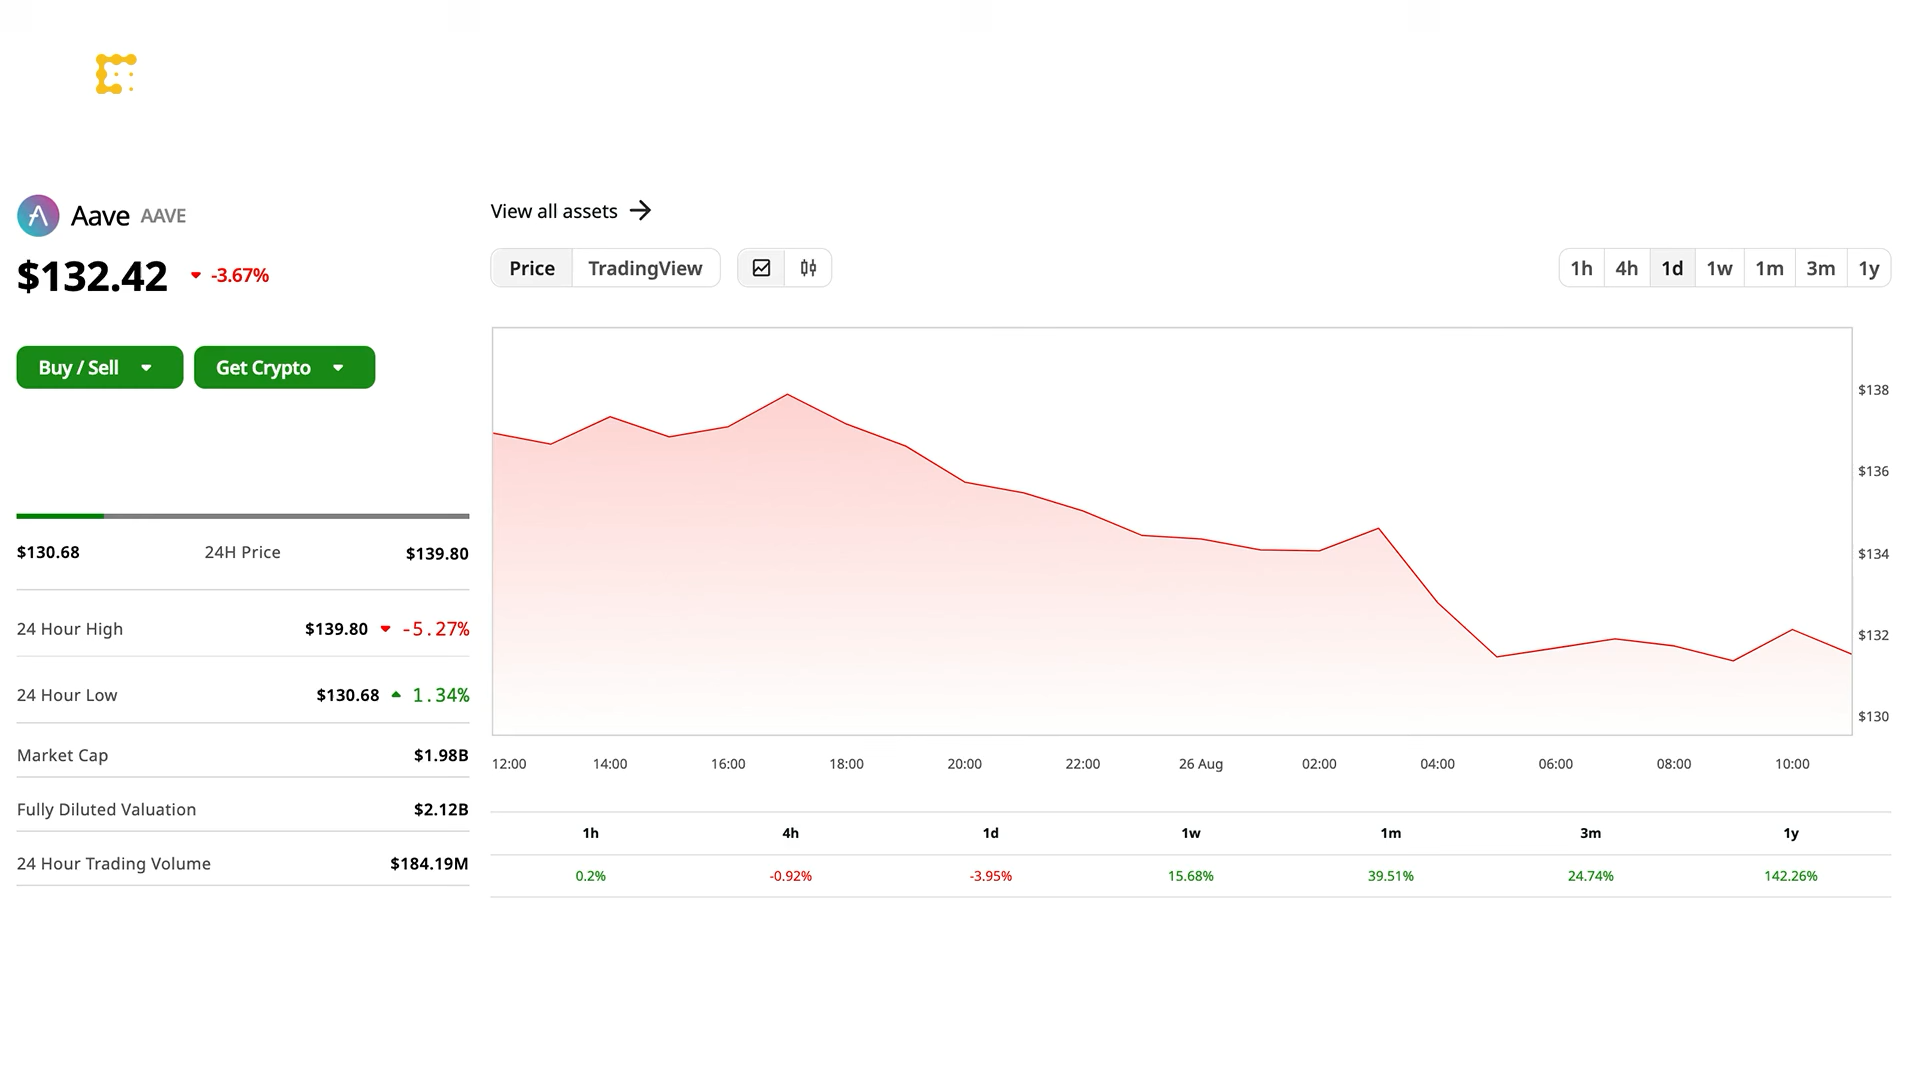 Aave AAVE
$132.42 -3.67%
Buy / Sell Get Crypto
$130.68 24H Price $139.80
24 Hour High $139.80 -5.27%
24 Hour Low $130.68 1.34%
Market Cap $1.98B
Fully Diluted Valuation $2.12B
24 Hour Trading Volume $184.19M
View all assets
Price TradingView
1h 4h 1d 1w 1m 3m 1y
$138
$136
$134
$132
$130
12:00 14:00 16:00 18:00 20:00 22:00 26 Aug 02:00 04:00 06:00 08:00 10:00
1h 4h 1d 1w 1m 3m 1y
0.2% -0.92% -3.95% 15.68% 39.51% 24.74% 142.26%